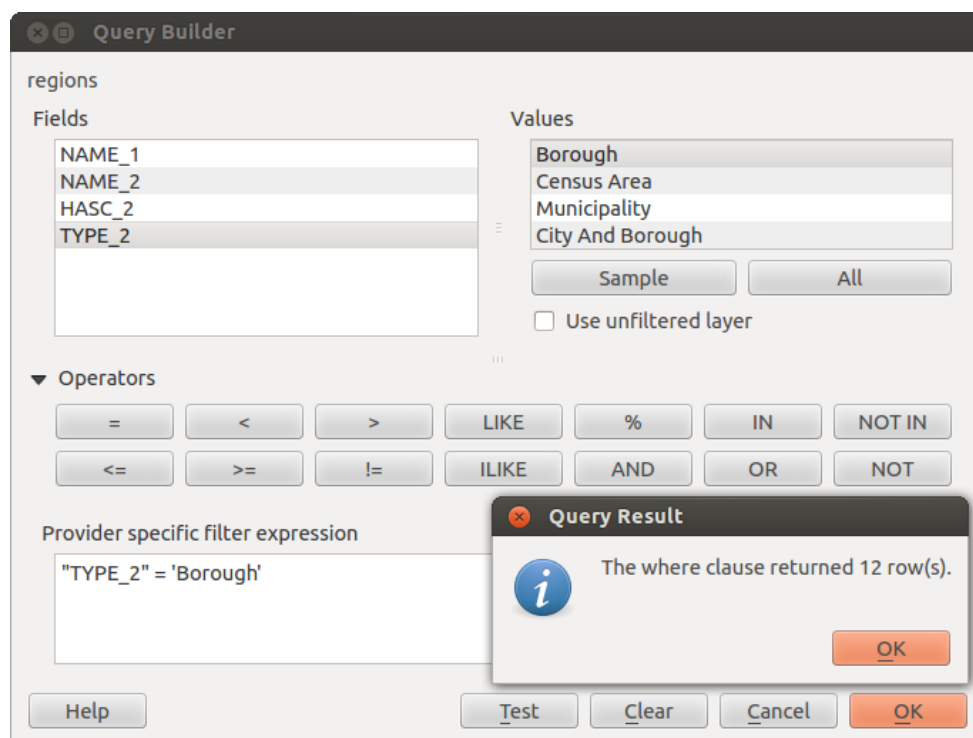 Query Builder
regions
Fields
NAME_1
NAME_2
HASC_2
TYPE_2
Values
Borough
Census Area
Municipality
City And Borough
Sample All
Use unfiltered layer
Operators
= < > LIKE % IN NOT IN
<= >= != ILIKE AND OR NOT
Provider specific filter expression
"TYPE_2" = 'Borough'
Query Result
The where clause returned 12 row(s).
OK
Help Test Clear Cancel OK